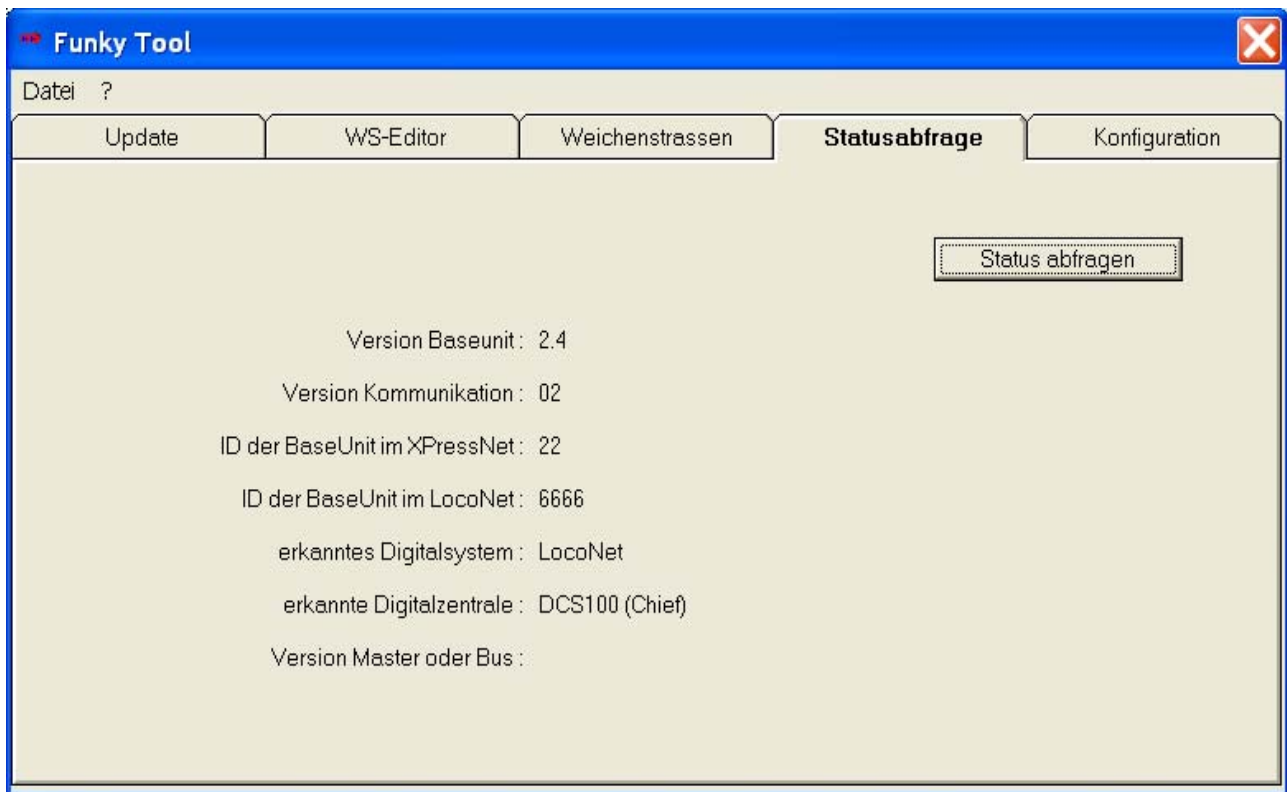 Funky Tool
Datei ?
Update WS-Editor Weichenstrassen Statusabfrage Konfiguration
Status abfragen
Version Baseunit : 2.4
Version Kommunikation : 02
ID der BaseUnit im XPressNet : 22
ID der BaseUnit im LocoNet : 6666
erkanntes Digitalsystem : LocoNet
erkannte Digitalzentrale : DCS100 (Chief)
Version Master oder Bus :